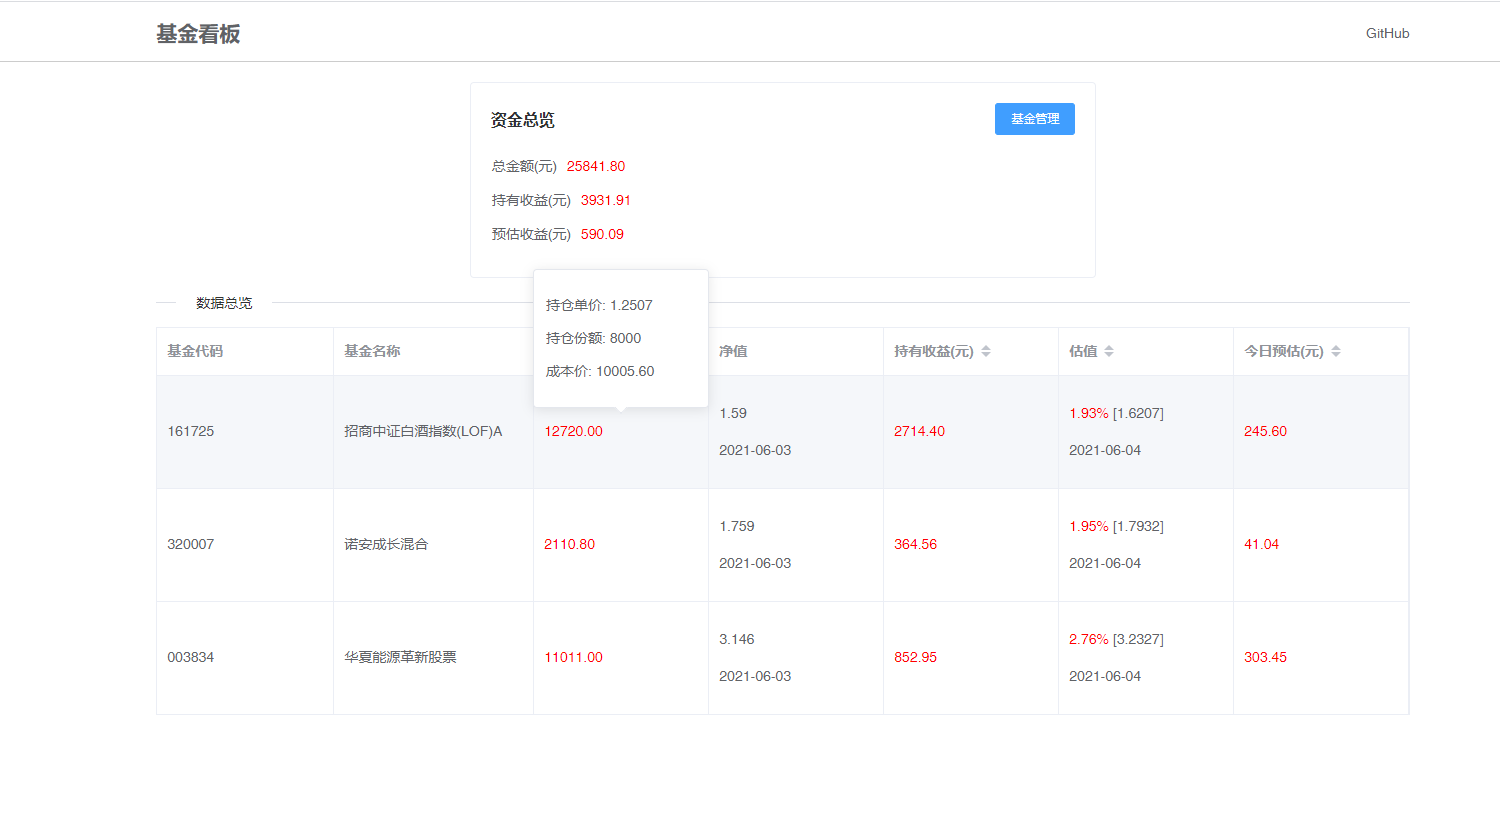 基金看板
GitHub
资金总览
基金管理
总金额(元) 25841.80
持有收益(元) 3931.91
预估收益(元) 590.09
数据总览
持仓单价: 1.2507
持仓份额: 8000
成本价: 10005.60
基金代码 基金名称 净值 持有收益(元) 估值 今日预估(元)
161725 招商中证白酒指数(LOF)A 12720.00 1.59 2714.40 1.93% [1.6207] 245.60
2021-06-03 2021-06-04
320007 诺安成长混合 2110.80 1.759 364.56 1.95% [1.7932] 41.04
2021-06-03 2021-06-04
003834 华夏能源革新股票 11011.00 3.146 852.95 2.76% [3.2327] 303.45
2021-06-03 2021-06-04